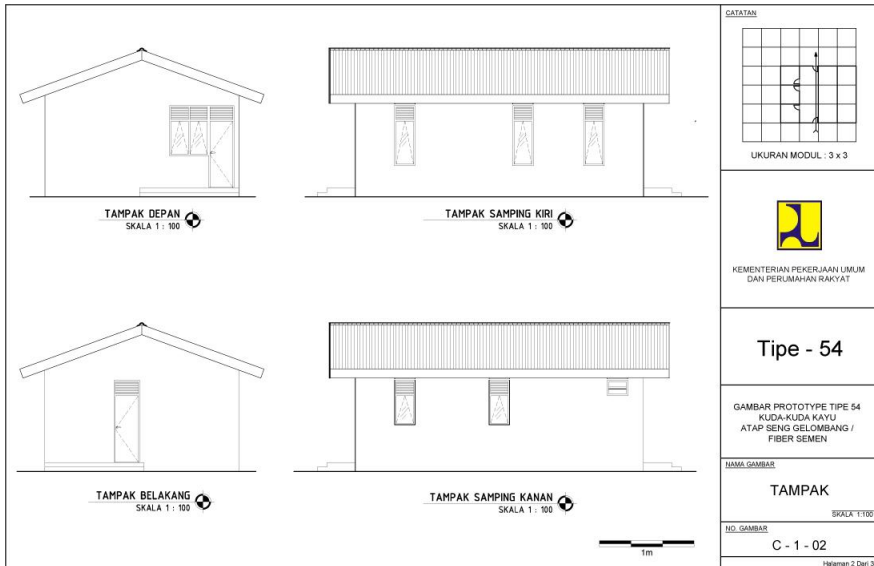 TAMPAK DEPAN
SKALA 1 : 100
TAMPAK SAMPING KIRI
SKALA 1 : 100
TAMPAK BELAKANG
SKALA 1 : 100
TAMPAK SAMPING KANAN
SKALA 1 : 100
1m
CATATAN
UKURAN MODUL : 3 x 3
KEMENTERIAN PEKERJAAN UMUM
DAN PERUMAHAN RAKYAT
Tipe - 54
GAMBAR PROTOTYPE TIPE 54
KUDA-KUDA KAYU
ATAP SENG GELOMBANG /
FIBER SEMEN
NAMA GAMBAR
TAMPAK
SKALA 1:100
NO. GAMBAR
C - 1 - 02
Halaman 2 Dari 3